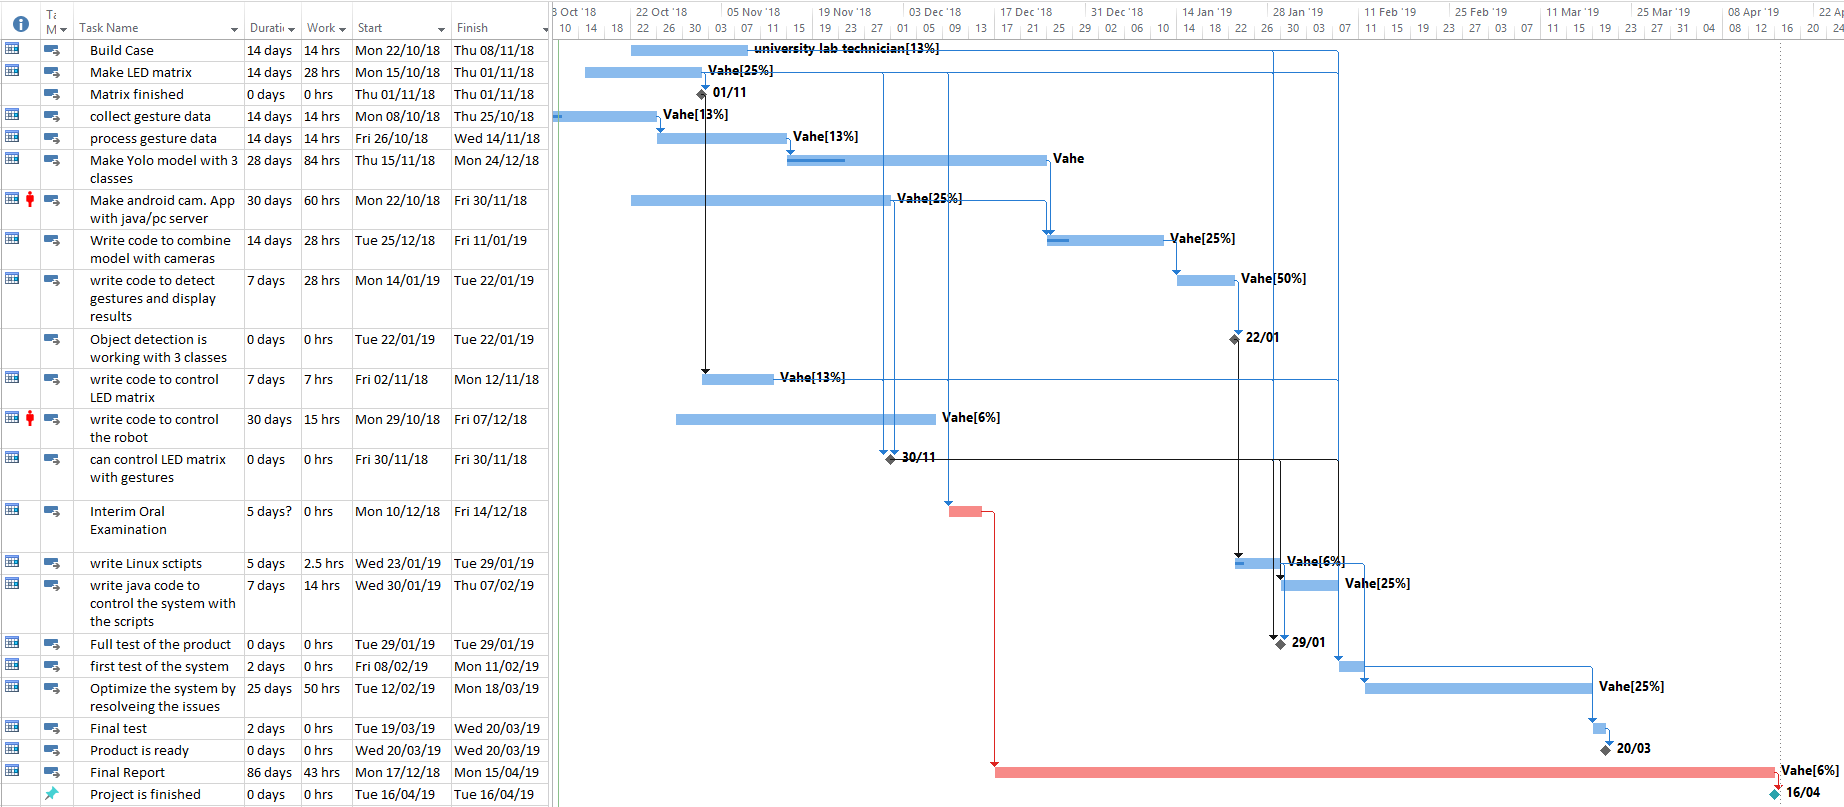 Ta M Task Name Durati Work Start Finish
8 Oct '18 22 Oct '18 05 Nov '18 19 Nov '18 03 Dec '18 17 Dec '18 31 Dec '18 14 Jan '19 28 Jan '19 11 Feb '19 25 Feb '19 11 Mar '19 25 Mar '19 08 Apr '19 22 Ap
10 14 18 22 26 30 03 07 11 15 19 23 27 01 05 09 13 17 21 25 29 02 06 10 14 18 22 26 30 03 07 11 15 19 23 27 03 07 11 15 19 23 27 31 04 08 12 16 20 24
Build Case 14 days 14 hrs Mon 22/10/18 Thu 08/11/18 university lab technician[13%]
Make LED matrix 14 days 28 hrs Mon 15/10/18 Thu 01/11/18 Vahe[25%]
Matrix finished 0 days 0 hrs Thu 01/11/18 Thu 01/11/18 01/11
collect gesture data 14 days 14 hrs Mon 08/10/18 Thu 25/10/18 Vahe[13%]
process gesture data 14 days 14 hrs Fri 26/10/18 Wed 14/11/18 Vahe[13%]
Make Yolo model with 3 28 days 84 hrs Thu 15/11/18 Mon 24/12/18 Vahe
classes
Make android cam. App 30 days 60 hrs Mon 22/10/18 Fri 30/11/18 Vahe[25%]
with java/pc server
Write code to combine 14 days 28 hrs Tue 25/12/18 Fri 11/01/19 Vahe[25%]
model with cameras
write code to detect 7 days 28 hrs Mon 14/01/19 Tue 22/01/19 Vahe[50%]
gestures and display
results
Object detection is 0 days 0 hrs Tue 22/01/19 Tue 22/01/19 22/01
working with 3 classes
write code to control 7 days 7 hrs Fri 02/11/18 Mon 12/11/18 Vahe[13%]
LED matrix
write code to control 30 days 15 hrs Mon 29/10/18 Fri 07/12/18 Vahe[6%]
the robot
can control LED matrix 0 days 0 hrs Fri 30/11/18 Fri 30/11/18 30/11
with gestures
Interim Oral 5 days? 0 hrs Mon 10/12/18 Fri 14/12/18
Examination
write Linux sctipts 5 days 2.5 hrs Wed 23/01/19 Tue 29/01/19 Vahe[6%]
write java code to 7 days 14 hrs Wed 30/01/19 Thu 07/02/19 Vahe[25%]
control the system with
the scripts
Full test of the product 0 days 0 hrs Tue 29/01/19 Tue 29/01/19 29/01
first test of the system 2 days 0 hrs Fri 08/02/19 Mon 11/02/19
Optimize the system by 25 days 50 hrs Tue 12/02/19 Mon 18/03/19 Vahe[25%]
resolveing the issues
Final test 2 days 0 hrs Tue 19/03/19 Wed 20/03/19
Product is ready 0 days 0 hrs Wed 20/03/19 Wed 20/03/19 20/03
Final Report 86 days 43 hrs Mon 17/12/18 Mon 15/04/19 Vahe[6%]
Project is finished 0 days 0 hrs Tue 16/04/19 Tue 16/04/19 16/04